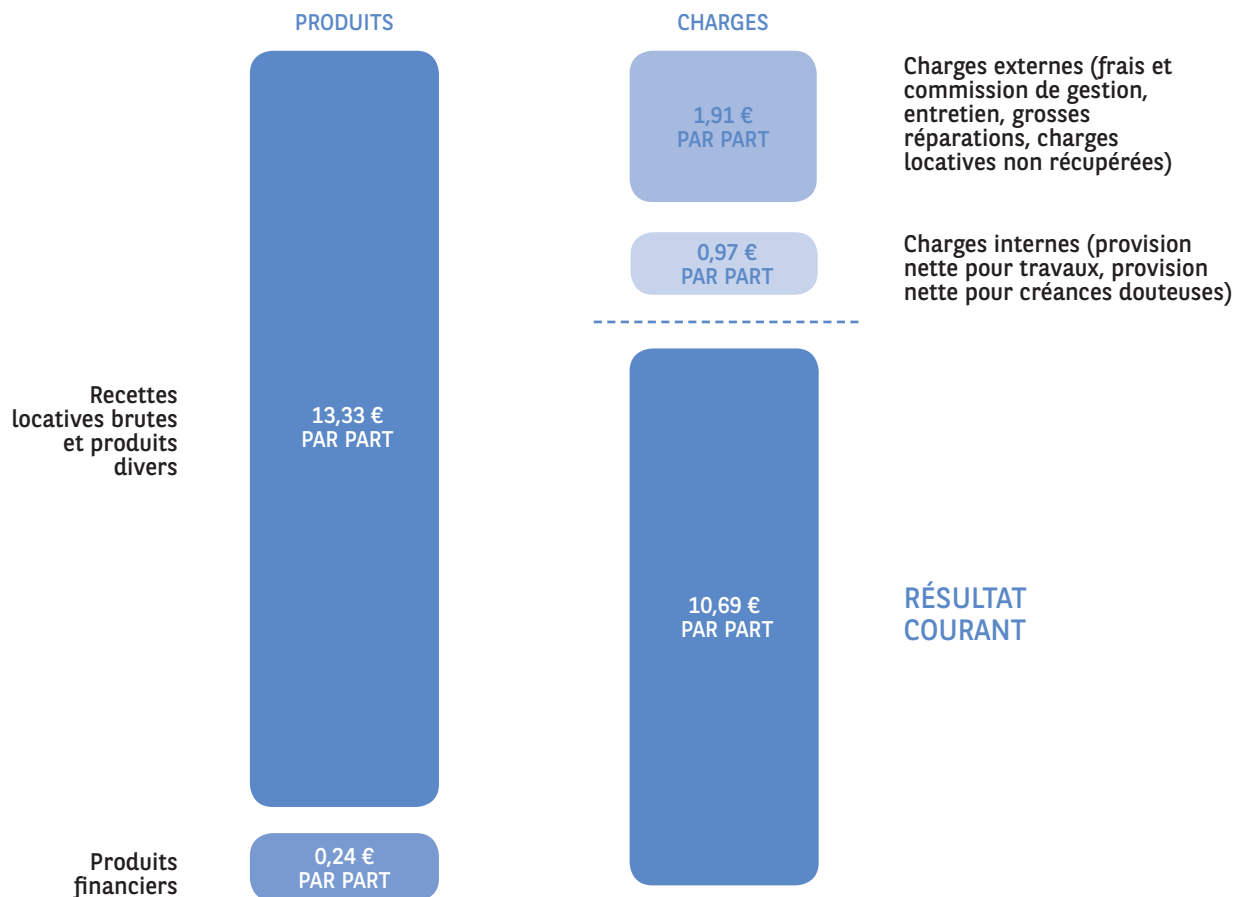 PRODUITS
CHARGES
1,91 €
PAR PART
Charges externes (frais et
commission de gestion,
entretien, grosses
réparations, charges
locatives non récupérées)
0,97 €
PAR PART
Charges internes (provision
nette pour travaux, provision
nette pour créances douteuses)
Recettes
locatives brutes
et produits
divers
13,33 €
PAR PART
10,69 €
PAR PART
RÉSULTAT
COURANT
Produits
financiers
0,24 €
PAR PART